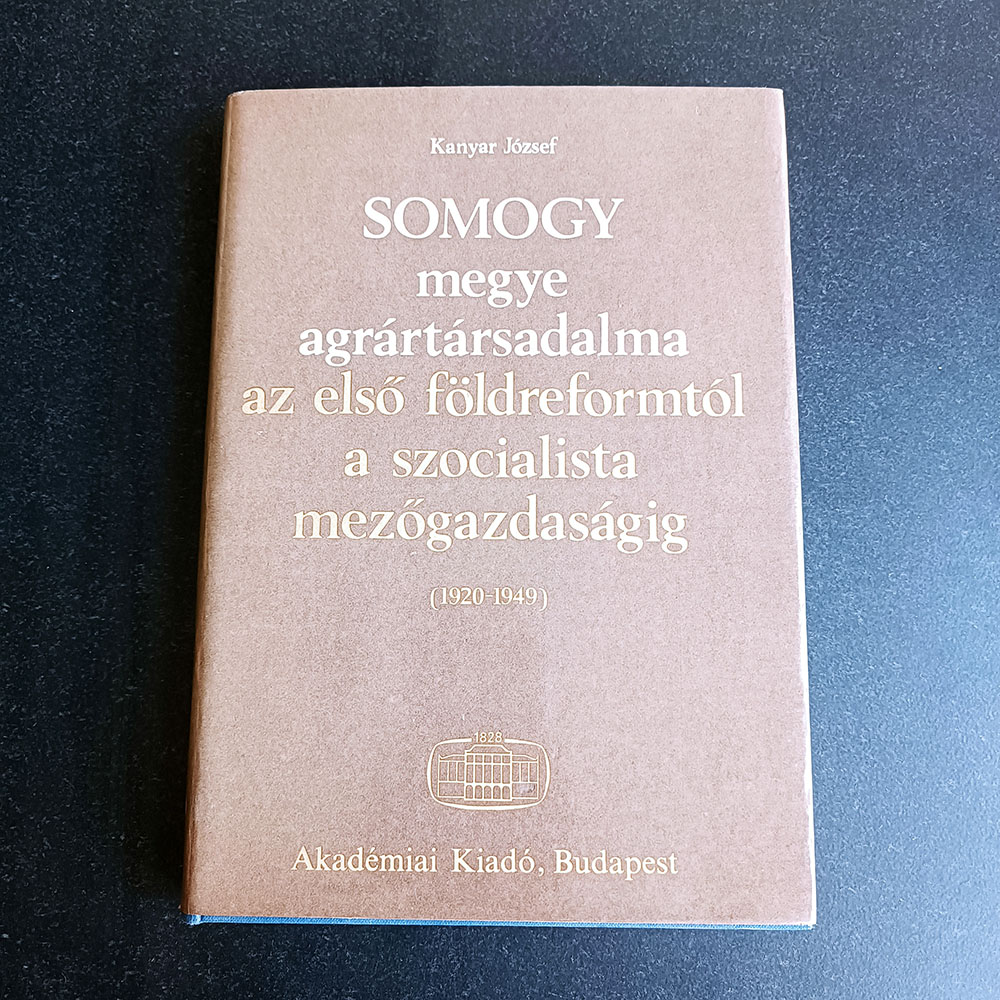 Kanyar József
SOMOGY
megye
agrártársadalma
az első földreformtól
a szocialista
mezőgazdaságig
(1920-1949)
1828
Akadémiai Kiadó, Budapest